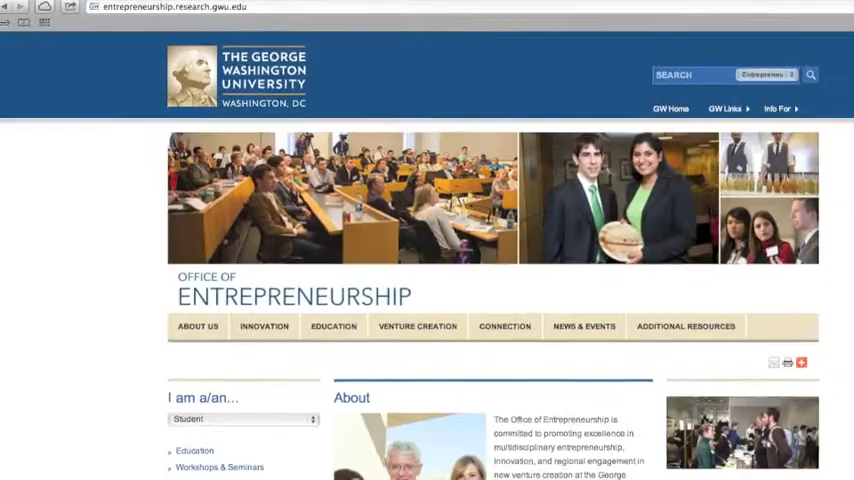 entrepreneurship.research.gwu.edu
THE GEORGE
WASHINGTON
UNIVERSITY
WASHINGTON, DC
SEARCH
Entrepreneu
GW Home GW Links Info For
OFFICE OF
ENTREPRENEURSHIP
ABOUT US INNOVATION EDUCATION VENTURE CREATION CONNECTION NEWS & EVENTS ADDITIONAL RESOURCES
I am a/an...
Student
Education
Workshops & Seminars
About
The Office of Entrepreneurship is
committed to promoting excellence in
multidisciplinary entrepreneurship,
innovation, and regional engagement in
new venture creation at the George